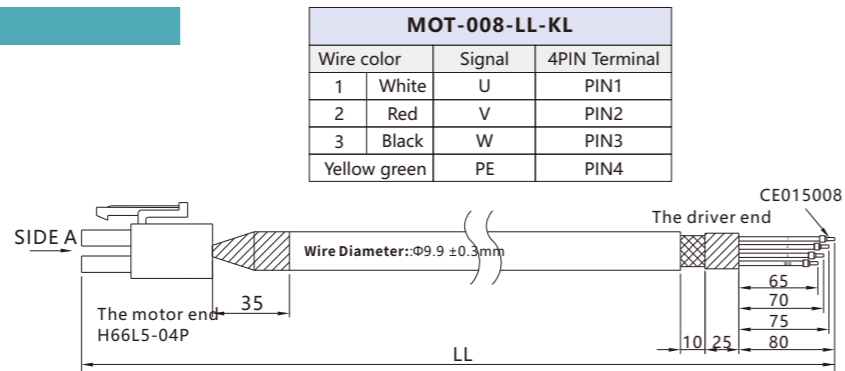 MOT-008-LL-KL
Wire color Signal 4PIN Terminal
1 White U PIN1
2 Red V PIN2
3 Black W PIN3
Yellow green PE PIN4
CE015008
The driver end
SIDE A
Wire Diameter::Φ9.9 ±0.3mm
65
70
75
80
35
10
25
The motor end
H66L5-04P
LL